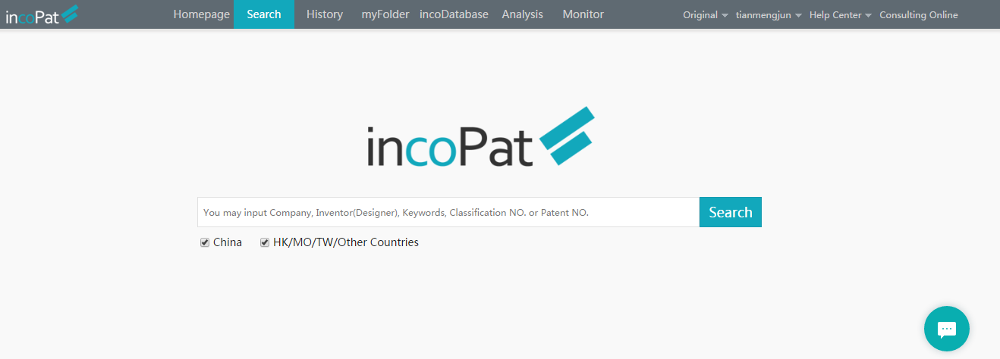 incoPat Homepage Search History myFolder incoDatabase Analysis Monitor Original tianmengjun Help Center Consulting Online
incoPat
You may input Company, Inventor(Designer), Keywords, Classification NO. or Patent NO. Search
China HK/MO/TW/Other Countries